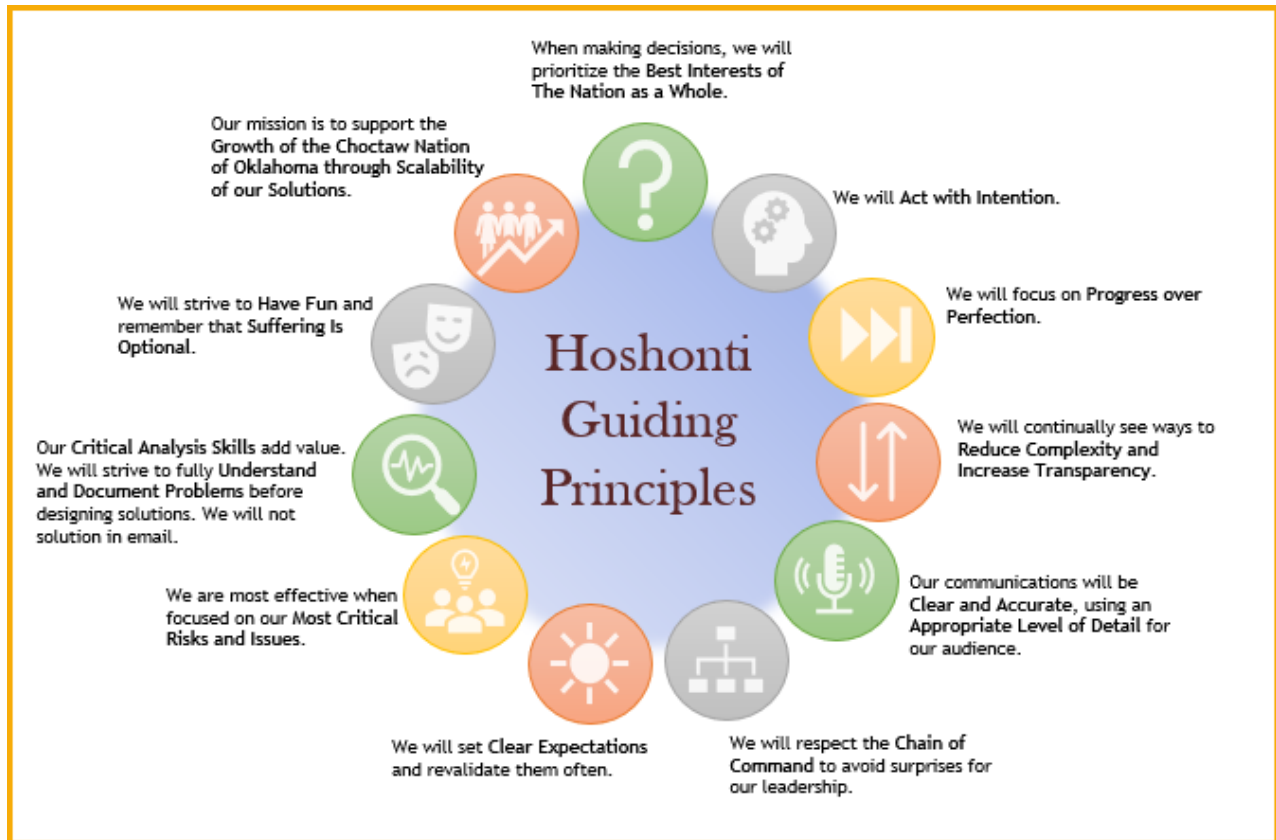 When making decisions, we will
prioritize the Best Interests of
The Nation as a Whole.
We will Act with Intention.
We will focus on Progress over
Perfection.
We will continually see ways to
Reduce Complexity and
Increase Transparency.
Our communications will be
Clear and Accurate, using an
Appropriate Level of Detail for
our audience.
We will respect the Chain of
Command to avoid surprises for
our leadership.
We will set Clear Expectations
and revalidate them often.
We are most effective when
focused on our Most Critical
Risks and Issues.
Our Critical Analysis Skills add value.
We will strive to fully Understand
and Document Problems before
designing solutions. We will not
solution in email.
We will strive to Have Fun and
remember that Suffering Is
Optional.
Our mission is to support the
Growth of the Choctaw Nation
of Oklahoma through Scalability
of our Solutions.
Hoshonti
Guiding
Principles